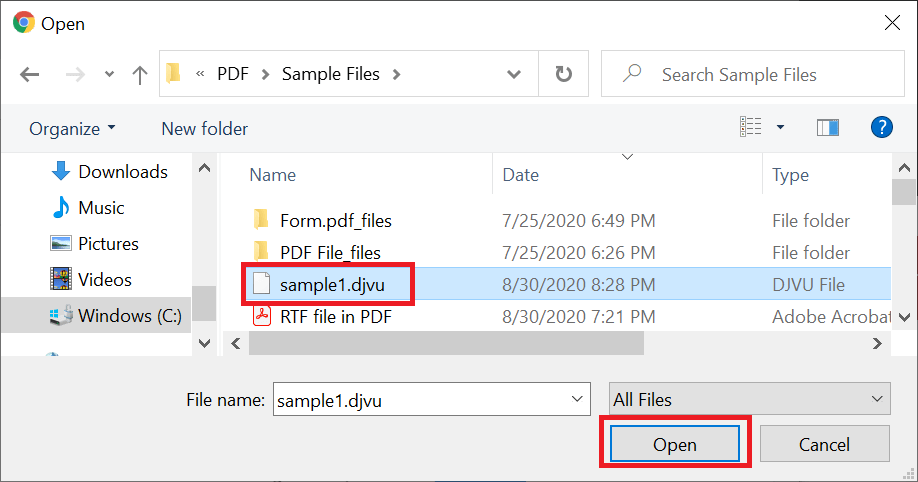 Open
« PDF > Sample Files >
Search Sample Files
Organize
New folder
?
Downloads
Music
Pictures
Videos
Windows (C:)
Name Date Type
Form.pdf_files 7/25/2020 6:49 PM File folder
PDF File_files 7/25/2020 6:26 PM File folder
sample1.djvu 8/30/2020 8:28 PM DJVU File
RTF file in PDF 8/30/2020 7:21 PM Adobe Acrobat
File name: sample1.djvu All Files
Open Cancel